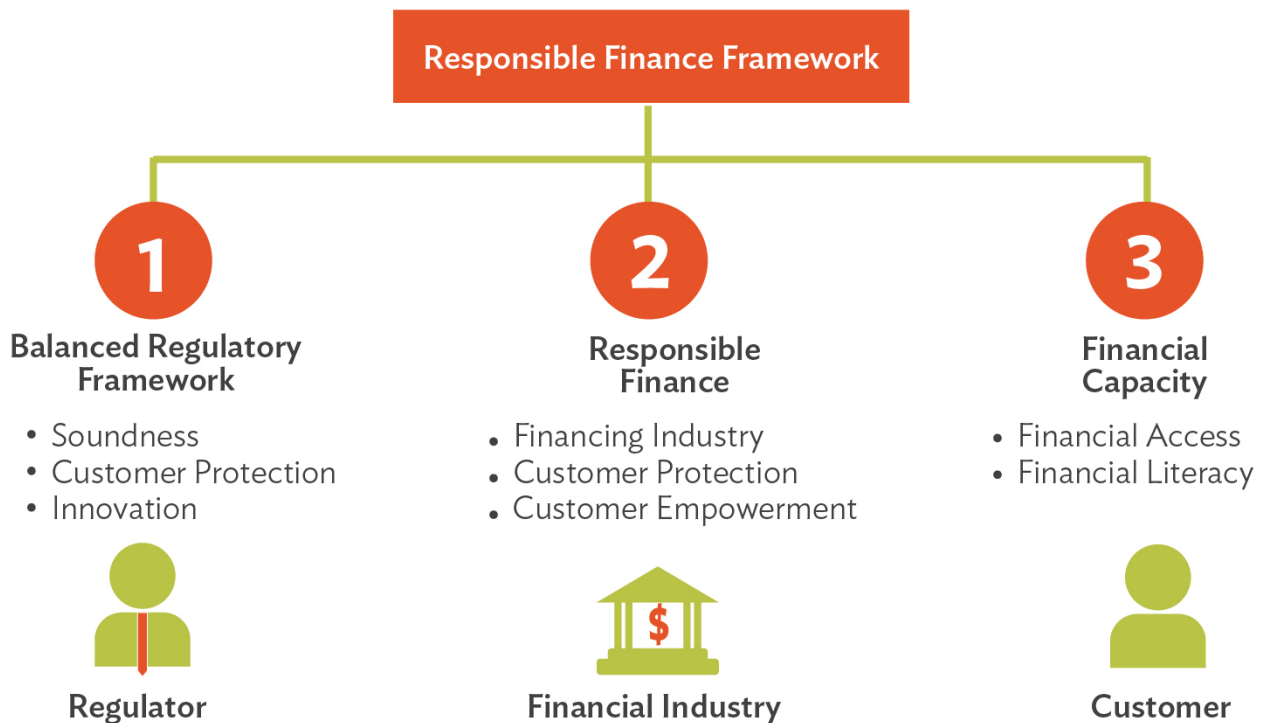 Responsible Finance Framework
1
Balanced Regulatory
Framework
• Soundness
• Customer Protection
• Innovation
Regulator
2
Responsible
Finance
• Financing Industry
• Customer Protection
• Customer Empowerment
$
Financial Industry
3
Financial
Capacity
• Financial Access
• Financial Literacy
Customer